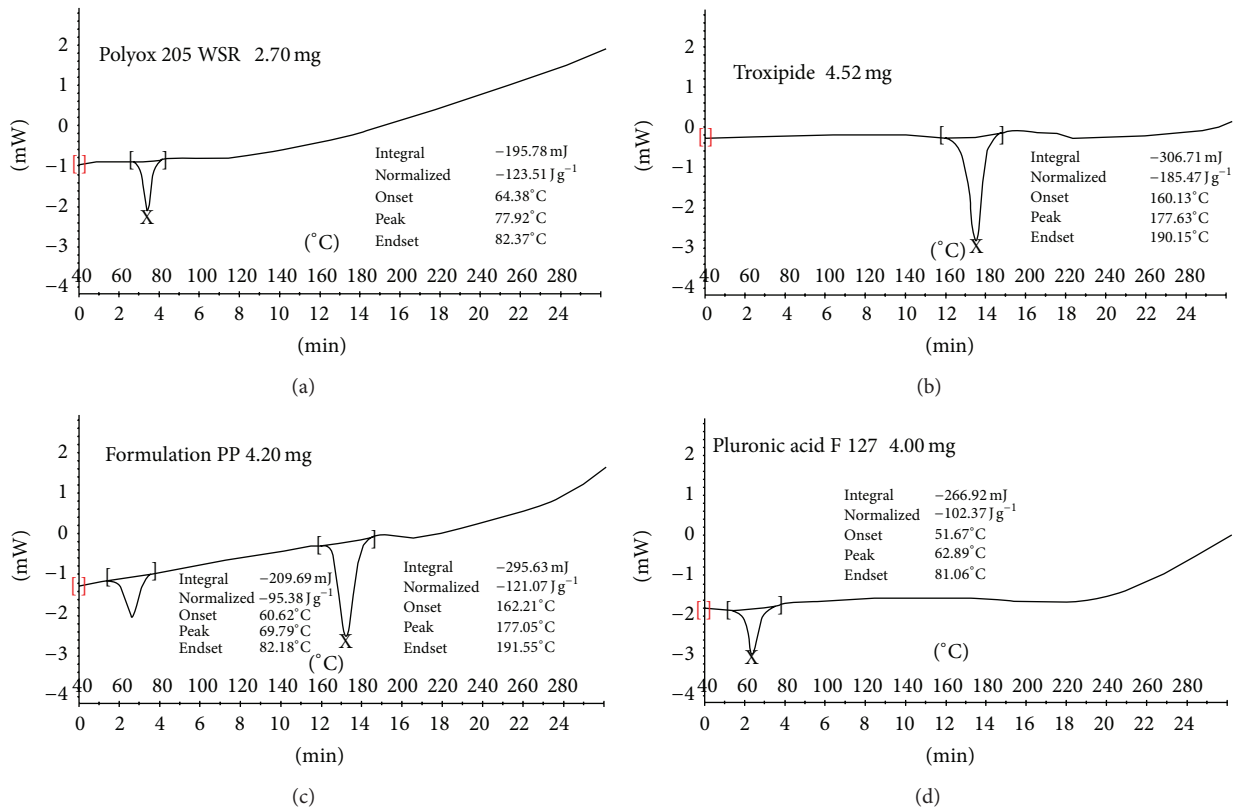 Polyox 205 WSR 2.70 mg
2
1
0
−1
−2
−3
−4
(mW)
[ ]
[ ]
X
Integral −195.78 mJ
Normalized −123.51 J g−1
Onset 64.38°C
Peak 77.92°C
Endset 82.37°C
(°C)
40 60 80 100 120 140 160 180 200 220 240 260 280
0 2 4 6 8 10 12 14 16 18 20 22 24
(min)
(a)
Troxipide 4.52 mg
2
1
0
−1
−2
−3
−4
(mW)
[ ]
[ ]
X
Integral −306.71 mJ
Normalized −185.47 J g−1
Onset 160.13°C
Peak 177.63°C
Endset 190.15°C
(°C)
40 60 80 100 120 140 160 180 200 220 240 260 280
0 2 4 6 8 10 12 14 16 18 20 22 24
(min)
(b)
Formulation PP 4.20 mg
2
1
0
−1
−2
−3
−4
(mW)
[ ]
[ ]
[ ]
X
Integral −209.69 mJ
Normalized −95.38 J g−1
Onset 60.62°C
Peak 69.79°C
Endset 82.18°C
Integral −295.63 mJ
Normalized −121.07 J g−1
Onset 162.21°C
Peak 177.05°C
Endset 191.55°C
(°C)
40 60 80 100 120 140 160 180 200 220 240 260 280
0 2 4 6 8 10 12 14 16 18 20 22 24
(min)
(c)
Pluronic acid F 127 4.00 mg
2
1
0
−1
−2
−3
−4
(mW)
[ ]
[ ]
X
Integral −266.92 mJ
Normalized −102.37 J g−1
Onset 51.67°C
Peak 62.89°C
Endset 81.06°C
(°C)
40 60 80 100 120 140 160 180 200 220 240 260 280
0 2 4 6 8 10 12 14 16 18 20 22 24
(min)
(d)